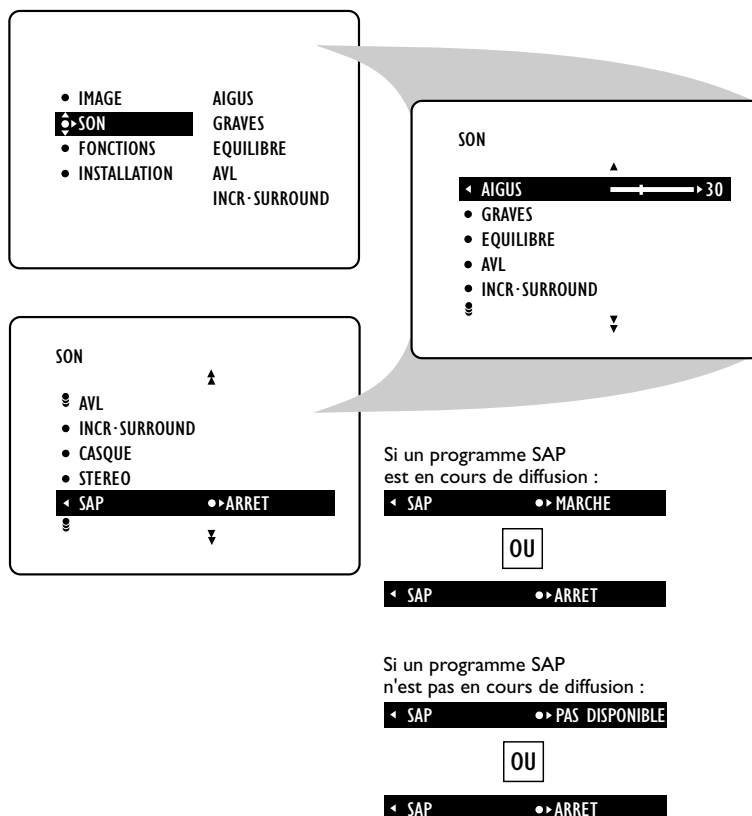 IMAGE AIGUS
SON GRAVES
FONCTIONS EQUILIBRE
INSTALLATION AVL
INCR·SURROUND
SON
AIGUS 30
GRAVES
EQUILIBRE
AVL
INCR·SURROUND
SON
AVL
INCR·SURROUND
CASQUE
STEREO
SAP ARRET
Si un programme SAP
est en cours de diffusion :
SAP MARCHE
OU
SAP ARRET
Si un programme SAP
n'est pas en cours de diffusion :
SAP PAS DISPONIBLE
OU
SAP ARRET